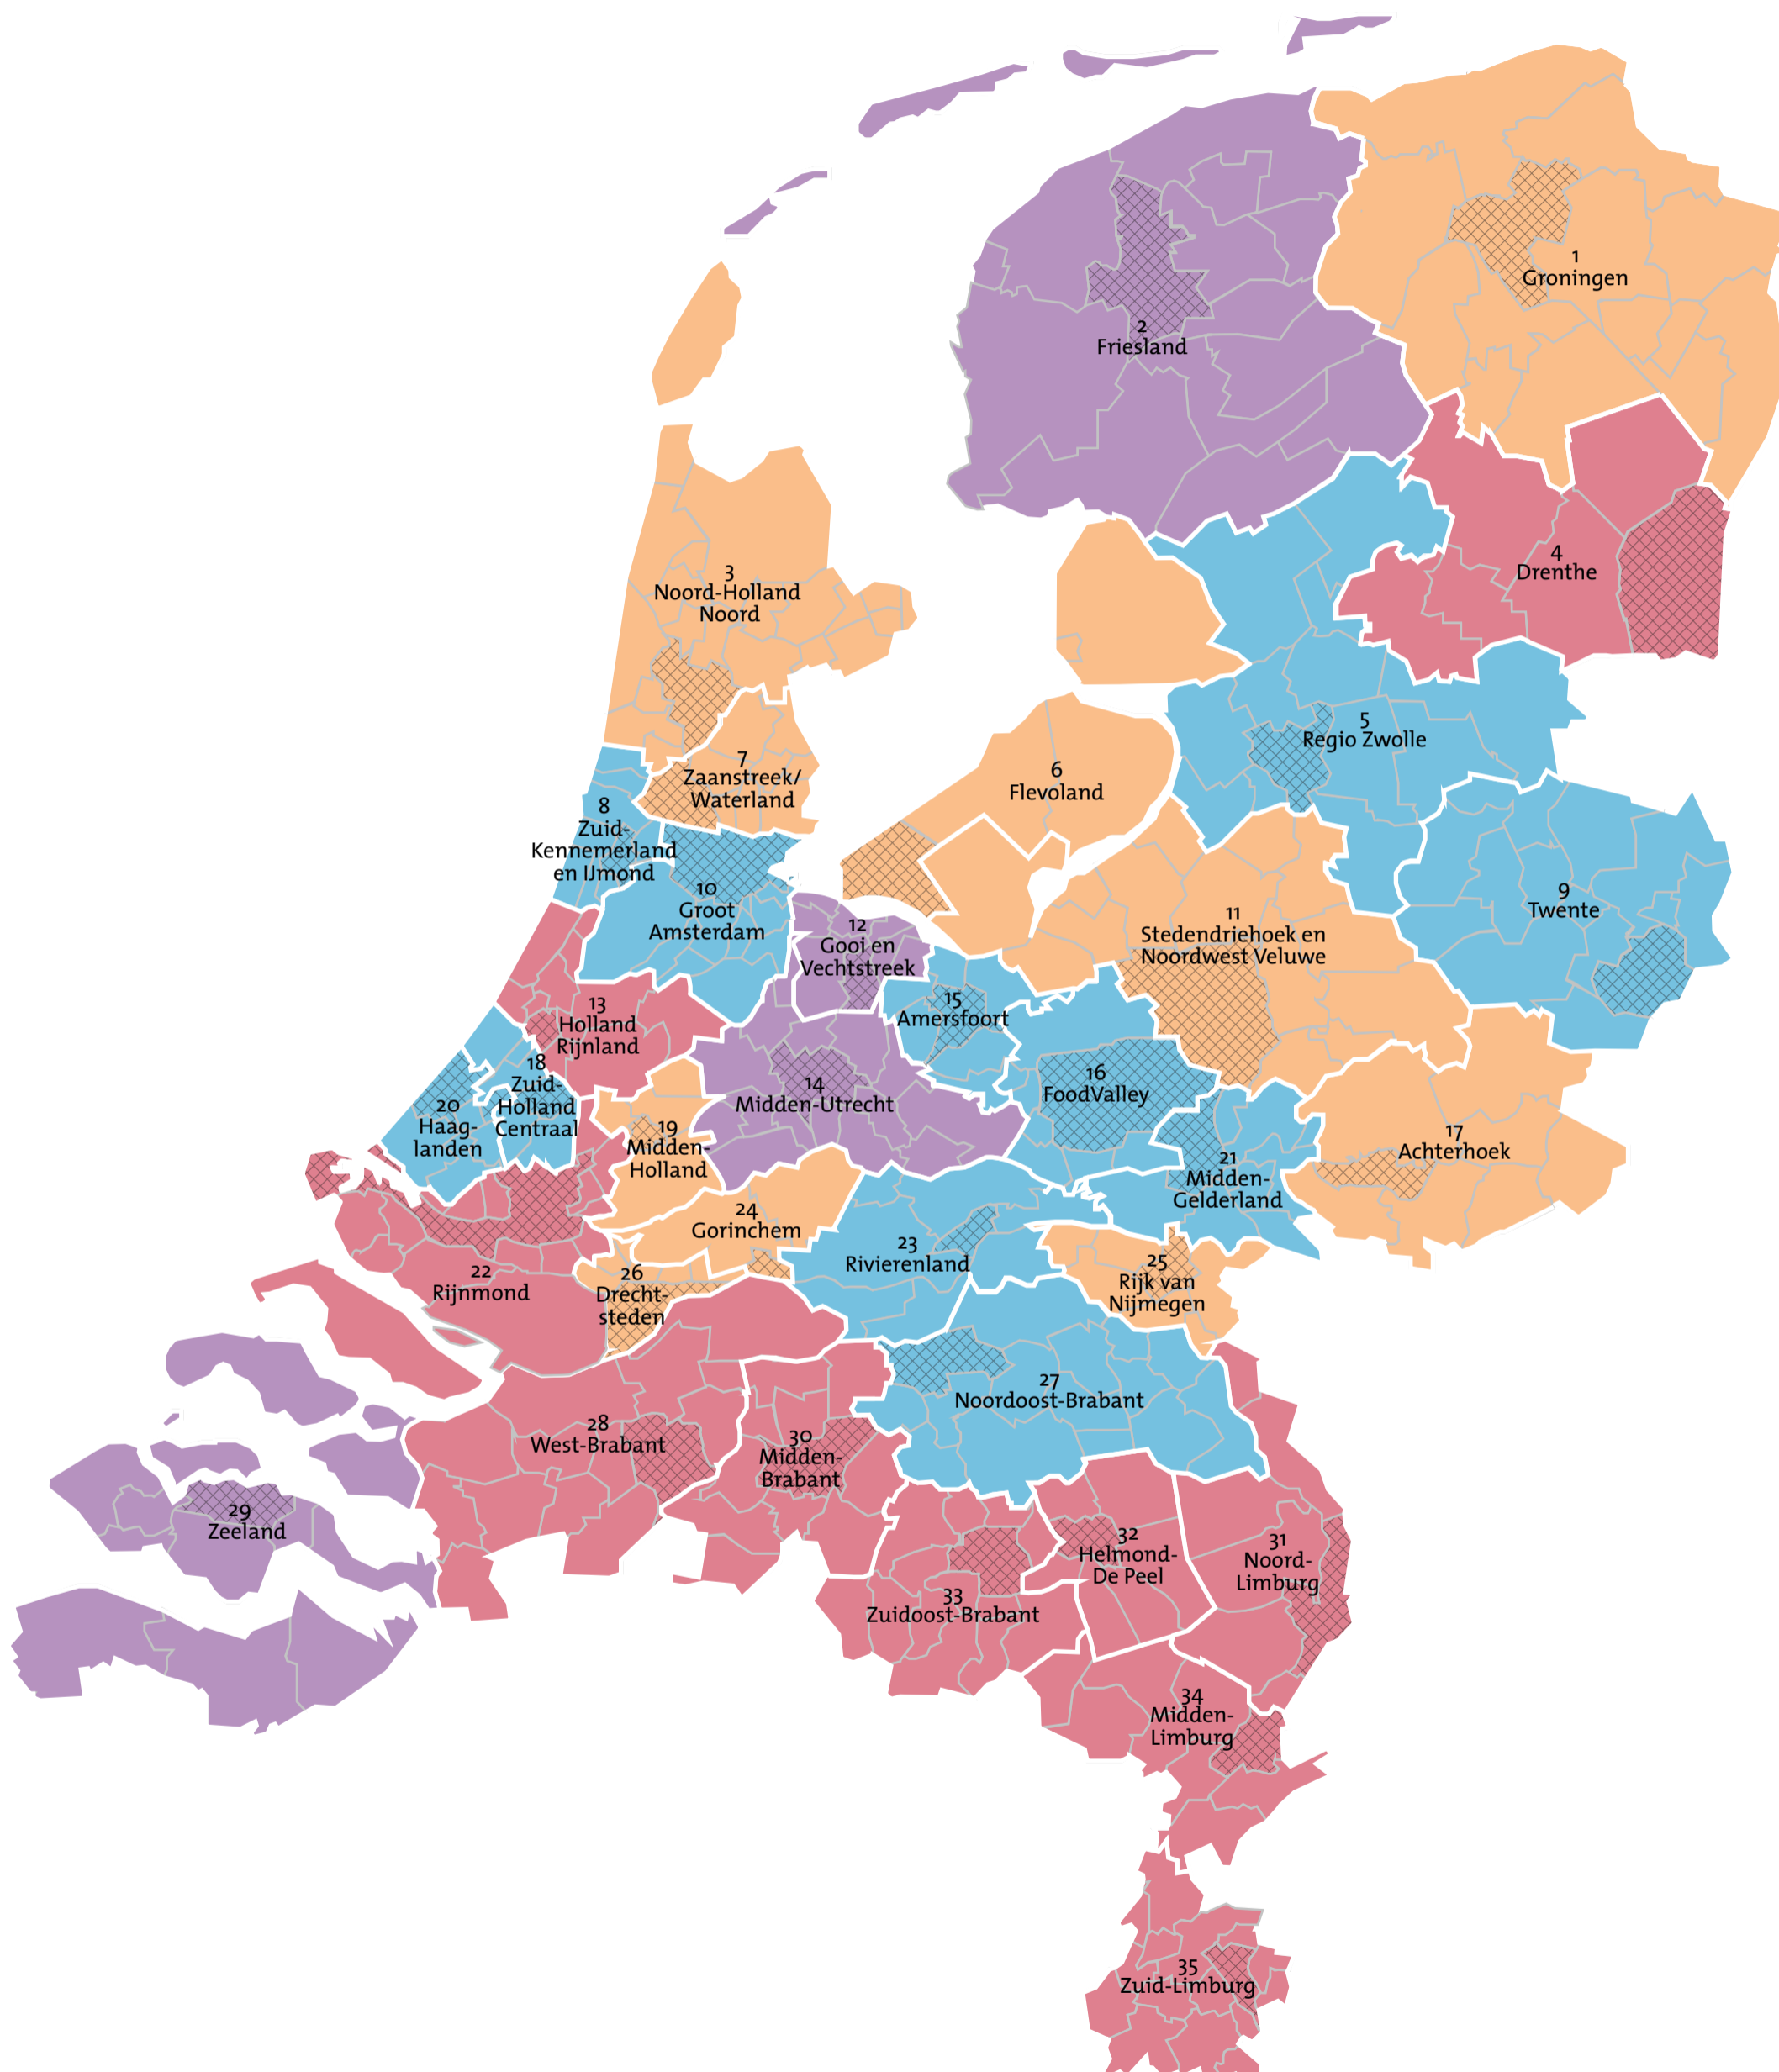 1
Groningen
2
Friesland
3
Noord-Holland
Noord
4
Drenthe
5
Regio Zwolle
6
Flevoland
7
Zaanstreek/
Waterland
8
Zuid-
Kennemerland
en IJmond
9
Twente
10
Groot
Amsterdam
11
Stedendriehoek en
Noordwest Veluwe
12
Gooi en
Vechtstreek
13
Holland
Rijnland
14
Midden-Utrecht
15
Amersfoort
16
FoodValley
17
Achterhoek
18
Zuid-
Holland
Centraal
19
Midden-
Holland
20
Haag-
landen
21
Midden-
Gelderland
22
Rijnmond
23
Rivierenland
24
Gorinchem
25
Rijk van
Nijmegen
26
Drecht-
steden
27
Noordoost-Brabant
28
West-Brabant
29
Zeeland
30
Midden-
Brabant
31
Noord-
Limburg
32
Helmond-
De Peel
33
Zuidoost-Brabant
34
Midden-
Limburg
35
Zuid-Limburg